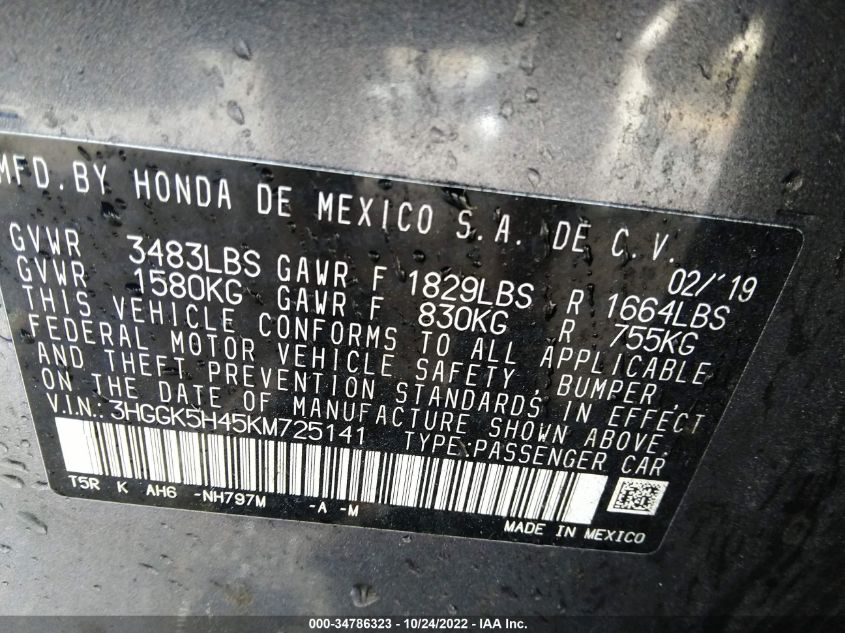 MFD. BY HONDA DE MEXICO S.A. DE C.V.
02/'19
GVWR 3483LBS GAWR F 1829LBS R 1664LBS
GVWR 1580KG GAWR F 830KG R 755KG
THIS VEHICLE CONFORMS TO ALL APPLICABLE
FEDERAL MOTOR VEHICLE SAFETY, BUMPER,
AND THEFT PREVENTION STANDARDS IN EFFECT
ON THE DATE OF MANUFACTURE SHOWN ABOVE.
V.I.N.: 3HGGK5H45KM725141 TYPE:PASSENGER CAR
T5R K AH6 -NH797M -A -M
MADE IN MEXICO
000-34786323 - 10/24/2022 - IAA Inc.